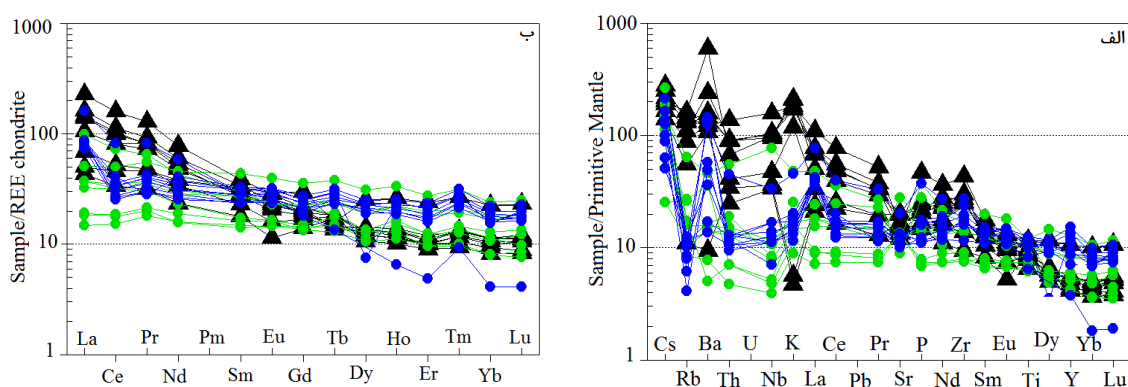 ب
1000
100
10
1
Sample/REE chondrite
La Pr Pm Eu Tb Ho Tm Lu
Ce Nd Sm Gd Dy Er Yb
الف
1000
100
10
1
Sample/Primitive Mantle
Cs Ba U K Ce Pr P Zr Eu Dy Yb
Rb Th Nb La Pb Sr Nd Sm Ti Y Lu